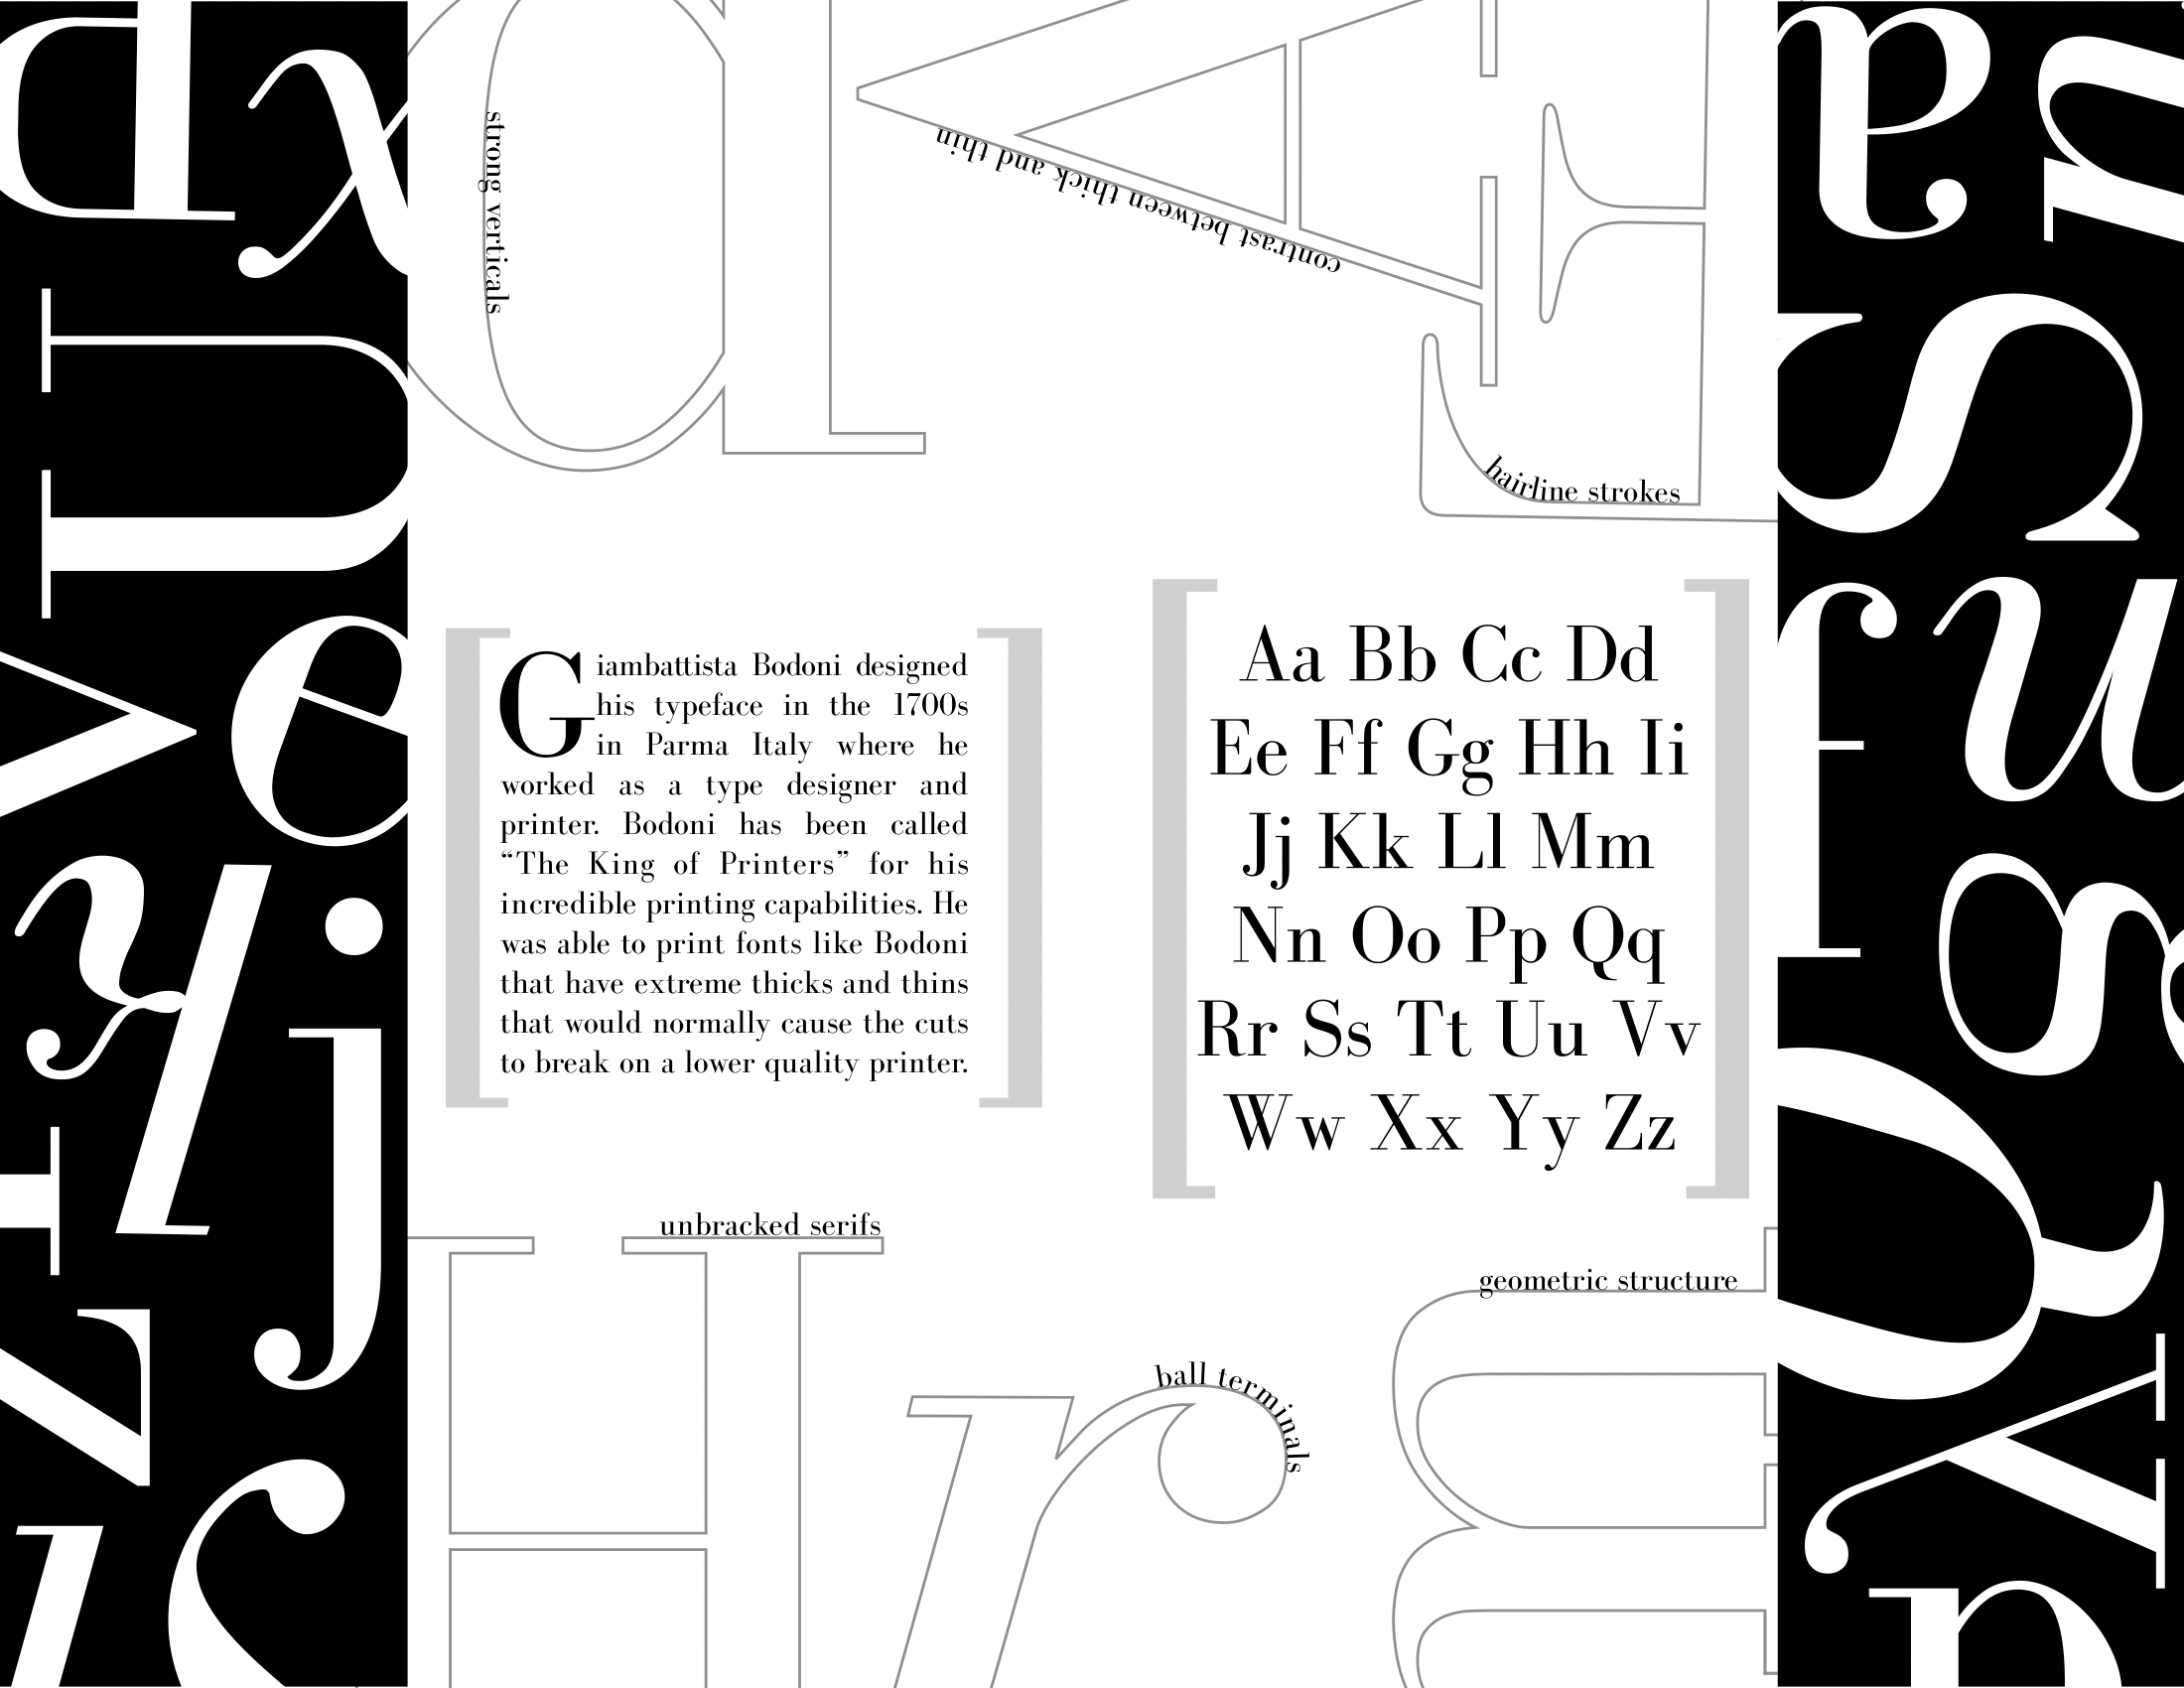 strong verticals
contrast between thick and thin
hairline strokes
Giambattista Bodoni designed
his typeface in the 1700s
in Parma Italy where he
worked as a type designer and
printer. Bodoni has been called
“The King of Printers” for his
incredible printing capabilities. He
was able to print fonts like Bodoni
that have extreme thicks and thins
that would normally cause the cuts
to break on a lower quality printer.
Aa Bb Cc Dd
Ee Ff Gg Hh Ii
Jj Kk Ll Mm
Nn Oo Pp Qq
Rr Ss Tt Uu Vv
Ww Xx Yy Zz
unbracked serifs
geometric structure
ball terminals